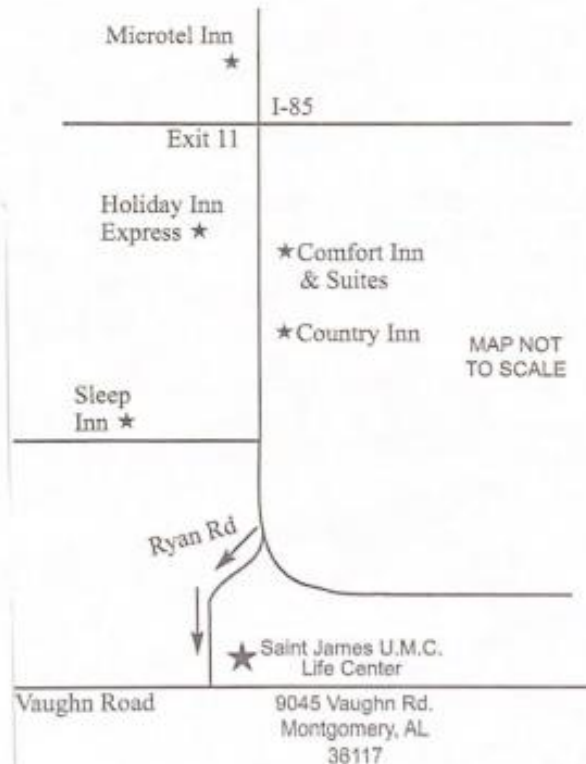 Microtel Inn
I-85
Exit 11
Holiday Inn
Express
Comfort Inn
& Suites
Country Inn
MAP NOT
TO SCALE
Sleep
Inn
Ryan Rd
Saint James U.M.C.
Life Center
Vaughn Road
9045 Vaughn Rd.
Montgomery, AL
36117